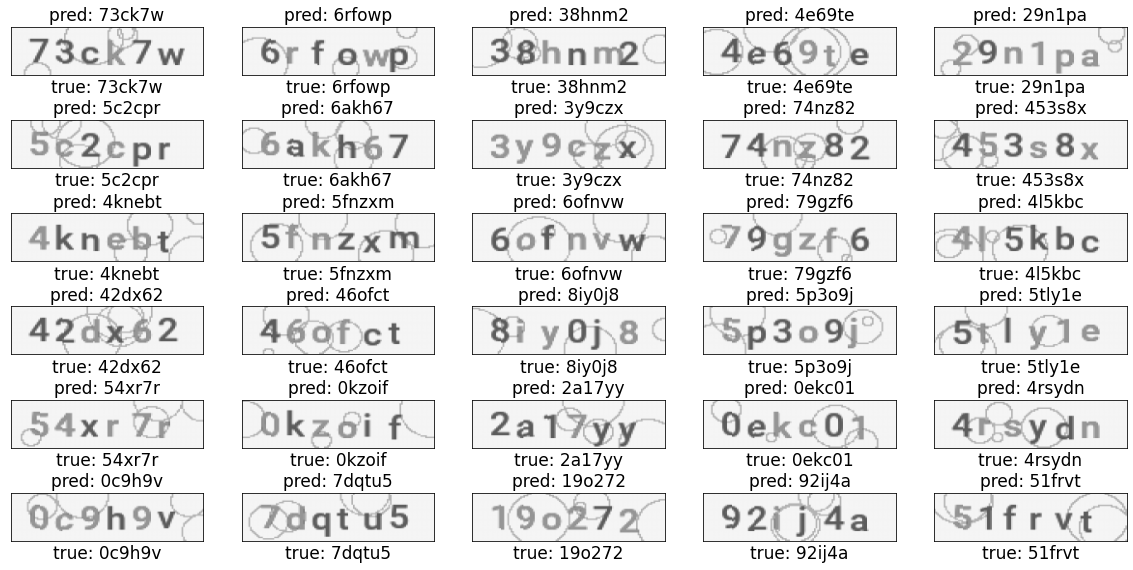 pred: 73ck7w pred: 6rfowp pred: 38hnm2 pred: 4e69te pred: 29n1pa
73ck7w 6rfowp 38hnm2 4e69te 29n1pa
true: 73ck7w true: 6rfowp true: 38hnm2 true: 4e69te true: 29n1pa
pred: 5c2cpr pred: 6akh67 pred: 3y9czx pred: 74nz82 pred: 453s8x
5c2cpr 6akh67 3y9czx 74nz82 453s8x
true: 5c2cpr true: 6akh67 true: 3y9czx true: 74nz82 true: 453s8x
pred: 4knebt pred: 5fnzxm pred: 6ofnvw pred: 79gzf6 pred: 4l5kbc
4knebt 5fnzxm 6ofnvw 79gzf6 4l5kbc
true: 4knebt true: 5fnzxm true: 6ofnvw true: 79gzf6 true: 4l5kbc
pred: 42dx62 pred: 46ofct pred: 8iy0j8 pred: 5p3o9j pred: 5tly1e
42dx62 46ofct 8iy0j8 5p3o9j 5tly1e
true: 42dx62 true: 46ofct true: 8iy0j8 true: 5p3o9j true: 5tly1e
pred: 54xr7r pred: 0kzoif pred: 2a17yy pred: 0ekc01 pred: 4rsydn
54xr7r 0kzoif 2a17yy 0ekc01 4rsydn
true: 54xr7r true: 0kzoif true: 2a17yy true: 0ekc01 true: 4rsydn
pred: 0c9h9v pred: 7dqtu5 pred: 19o272 pred: 92ij4a pred: 51frvt
0c9h9v 7dqtu5 19o272 92ij4a 51frvt
true: 0c9h9v true: 7dqtu5 true: 19o272 true: 92ij4a true: 51frvt